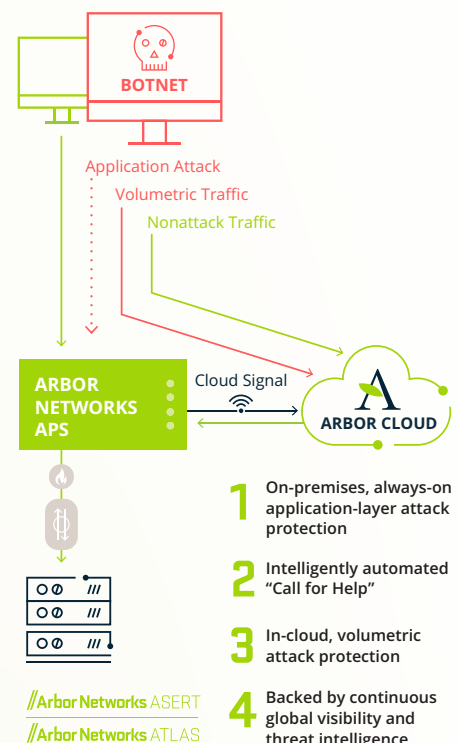 BOTNET
Application Attack
Volumetric Traffic
Nonattack Traffic
ARBOR
NETWORKS
APS
Cloud Signal
A
ARBOR CLOUD
1
On-premises, always-on
application-layer attack
protection
2
Intelligently automated
“Call for Help”
3
In-cloud, volumetric
attack protection
4
Backed by continuous
global visibility and
threat intelligence
//Arbor Networks ASERT
//Arbor Networks ATLAS